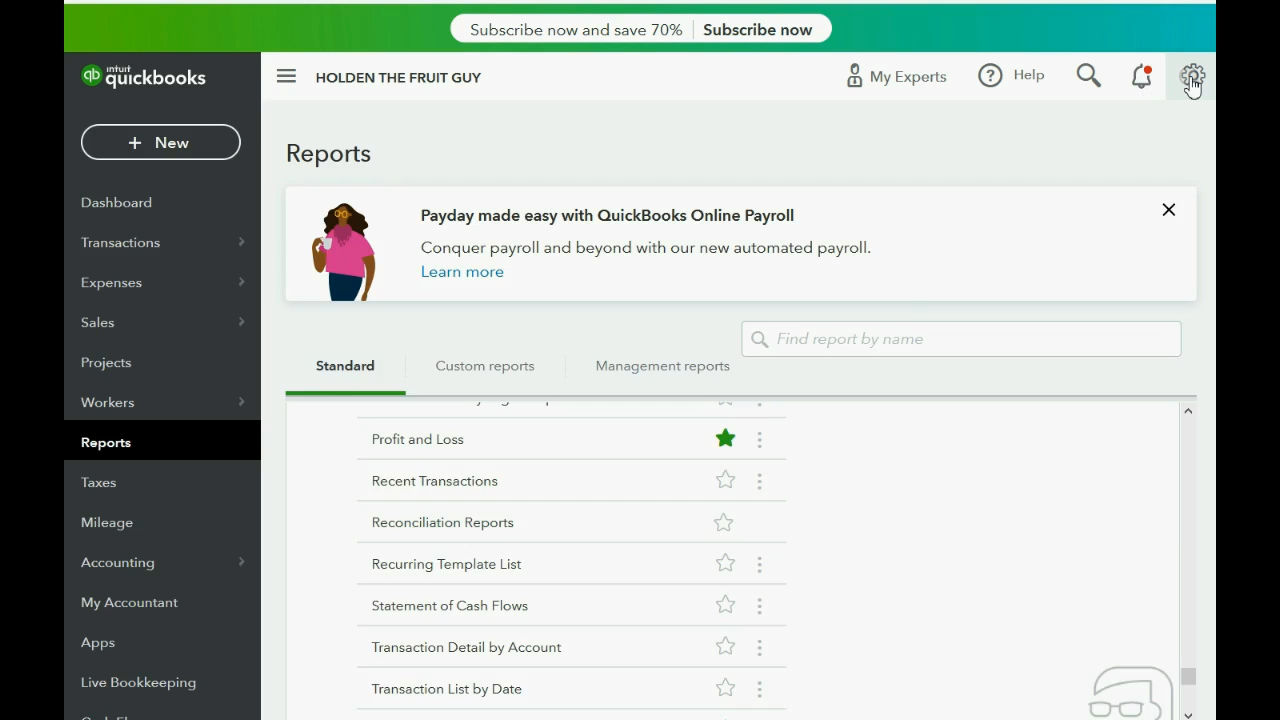 Subscribe now and save 70% Subscribe now
intuit
quickbooks
HOLDEN THE FRUIT GUY
My Experts
Help
+ New
Reports
Dashboard
Transactions
Expenses
Sales
Projects
Workers
Reports
Taxes
Mileage
Accounting
My Accountant
Apps
Live Bookkeeping
Payday made easy with QuickBooks Online Payroll
Conquer payroll and beyond with our new automated payroll.
Learn more
Find report by name
Standard
Custom reports
Management reports
Profit and Loss
Recent Transactions
Reconciliation Reports
Recurring Template List
Statement of Cash Flows
Transaction Detail by Account
Transaction List by Date